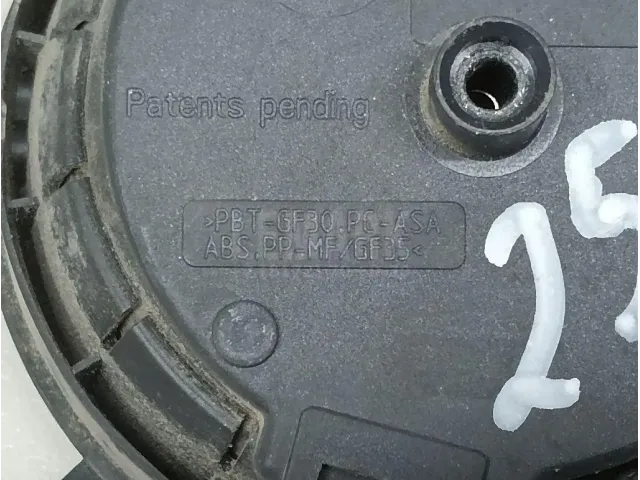 Patents pending
>PBT-GF30.PC-ASA
ABS.PP-MF/GF35<
25